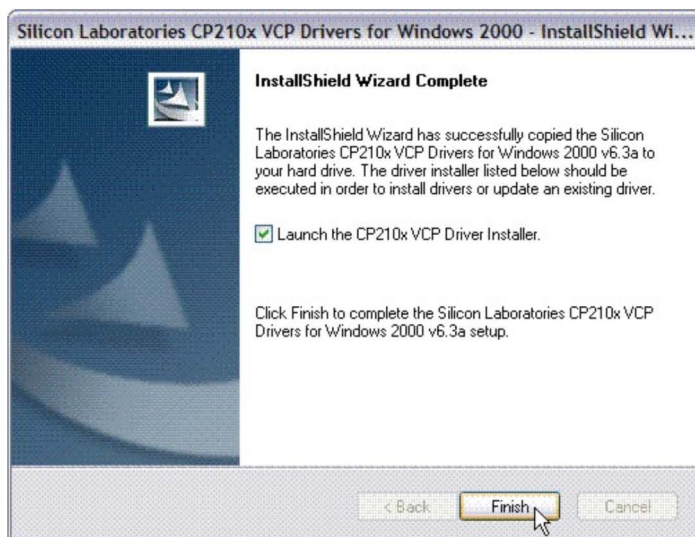 Silicon Laboratories CP210x VCP Drivers for Windows 2000 - InstallShield Wi...
InstallShield Wizard Complete
The InstallShield Wizard has successfully copied the Silicon
Laboratories CP210x VCP Drivers for Windows 2000 v6.3a to
your hard drive. The driver installer listed below should be
executed in order to install drivers or update an existing driver.
Launch the CP210x VCP Driver Installer.
Click Finish to complete the Silicon Laboratories CP210x VCP
Drivers for Windows 2000 v6.3a setup.
< Back Finish Cancel